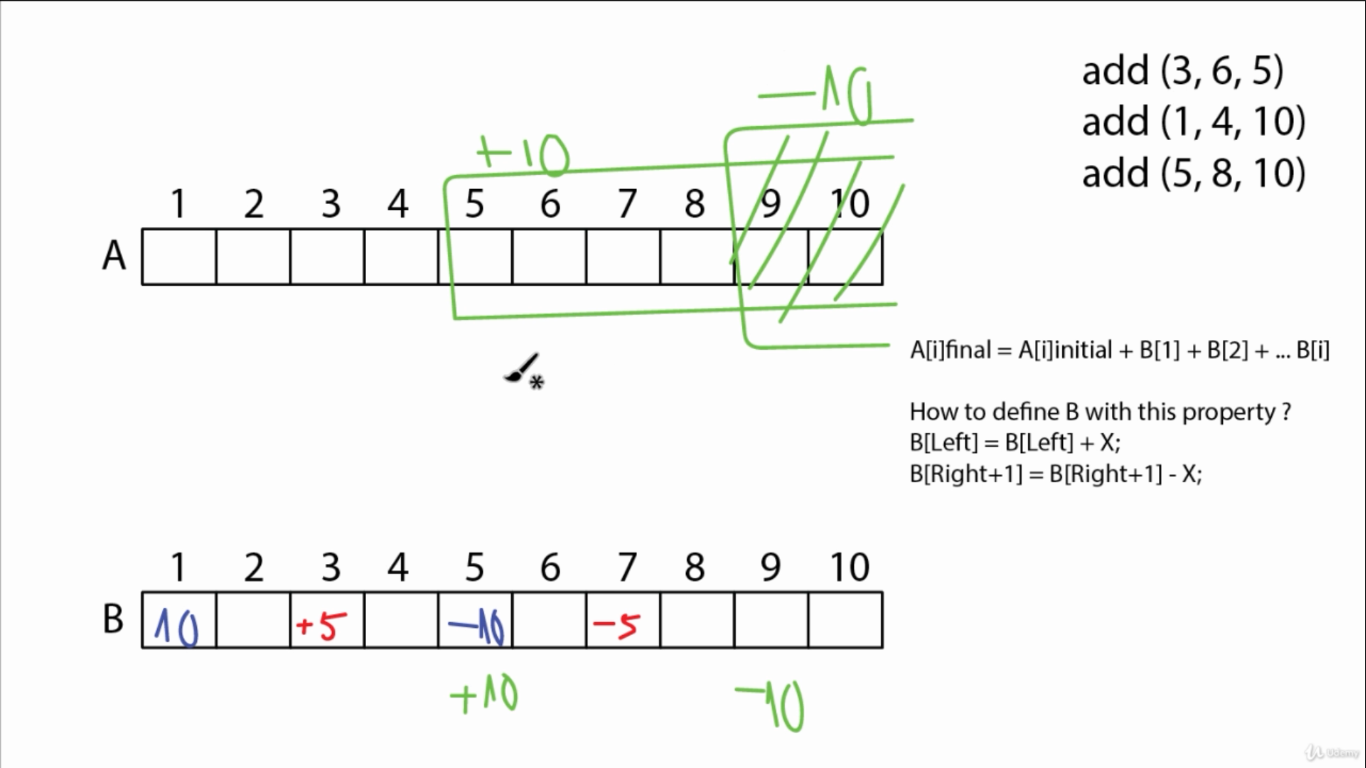 −10
add (3, 6, 5)
add (1, 4, 10)
add (5, 8, 10)
+10
1 2 3 4 5 6 7 8 9 10
A
A[i]final = A[i]initial + B[1] + B[2] + ... B[i]
How to define B with this property ?
B[Left] = B[Left] + X;
B[Right+1] = B[Right+1] - X;
1 2 3 4 5 6 7 8 9 10
B 10 +5 −10 −5
+10 −10
Udemy